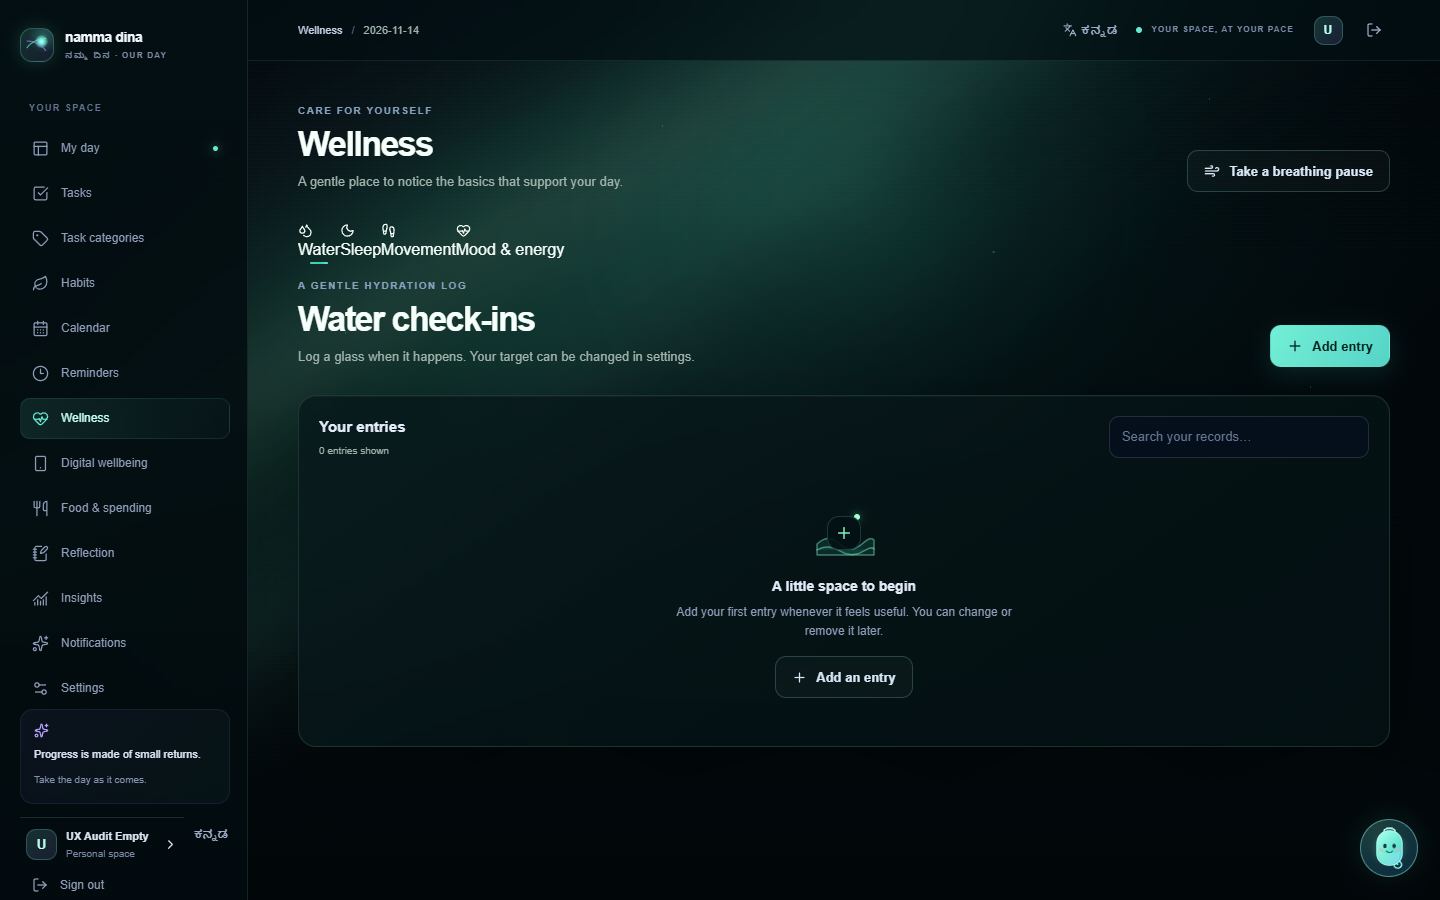 namma dina
ನಮ್ಮ ದಿನ · OUR DAY
YOUR SPACE
My day
Tasks
Task categories
Habits
Calendar
Reminders
Wellness
Digital wellbeing
Food & spending
Reflection
Insights
Notifications
Settings
Progress is made of small returns.
Take the day as it comes.
U
UX Audit Empty
Personal space
ಕನ್ನಡ
Sign out
Wellness / 2026-11-14
ಕನ್ನಡ
YOUR SPACE, AT YOUR PACE
U
CARE FOR YOURSELF
Wellness
A gentle place to notice the basics that support your day.
Take a breathing pause
WaterSleepMovementMood & energy
A GENTLE HYDRATION LOG
Water check-ins
Log a glass when it happens. Your target can be changed in settings.
Add entry
Your entries
0 entries shown
Search your records...
A little space to begin
Add your first entry whenever it feels useful. You can change or
remove it later.
Add an entry